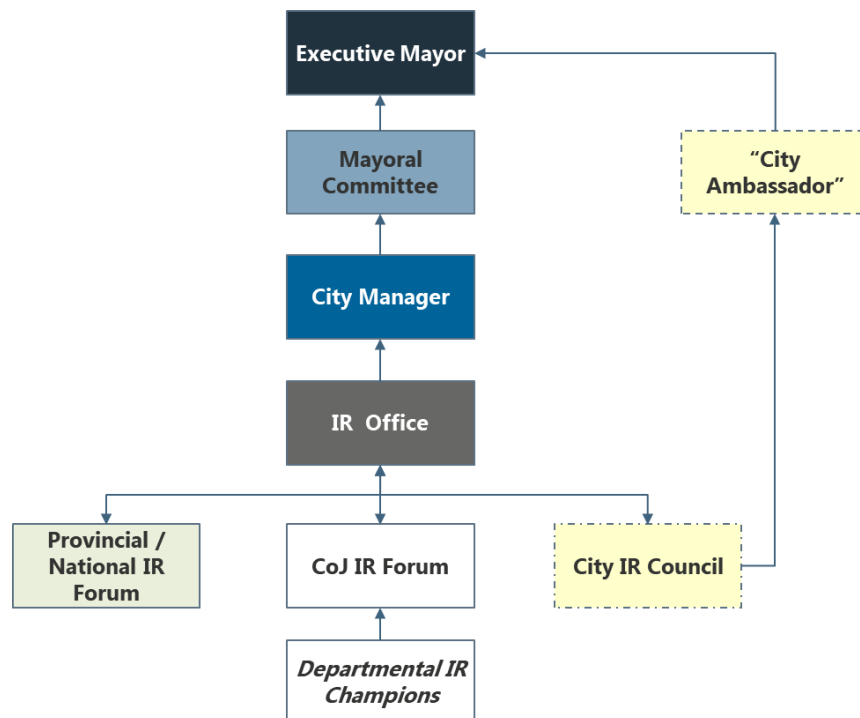 Executive Mayor
Mayoral
Committee
“City
Ambassador”
City Manager
IR  Office
Provincial /
National IR
Forum
CoJ IR Forum
City IR Council
Departmental IR
Champions